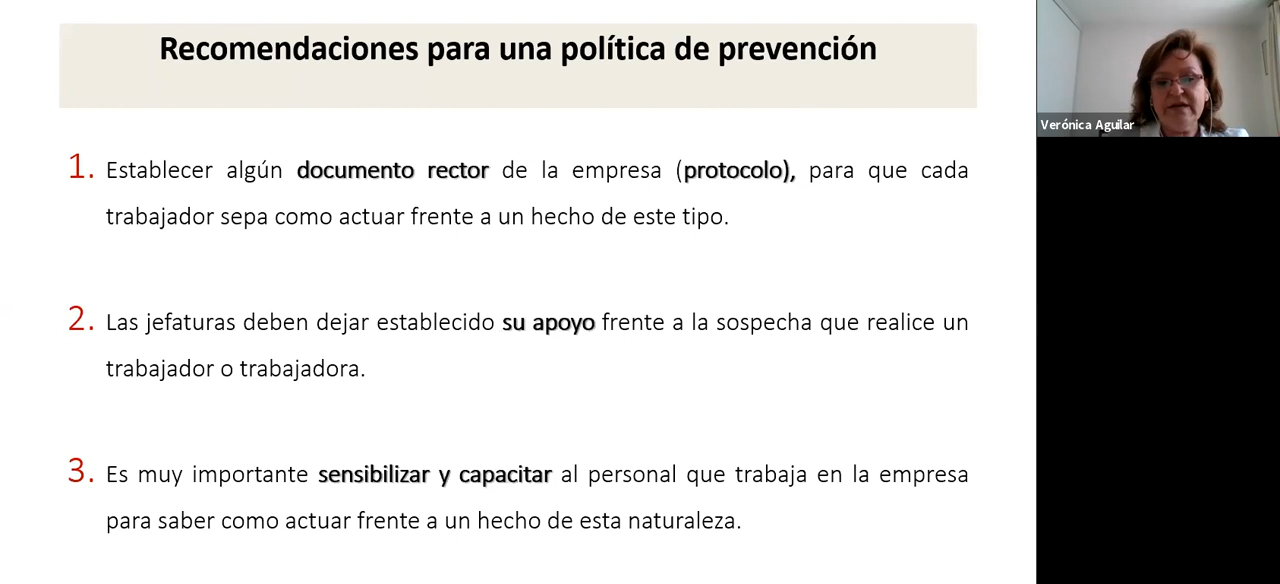 Recomendaciones para una política de prevención
1. Establecer algún documento rector de la empresa (protocolo), para que cada
trabajador sepa como actuar frente a un hecho de este tipo.
2. Las jefaturas deben dejar establecido su apoyo frente a la sospecha que realice un
trabajador o trabajadora.
3. Es muy importante sensibilizar y capacitar al personal que trabaja en la empresa
para saber como actuar frente a un hecho de esta naturaleza.
Verónica Aguilar